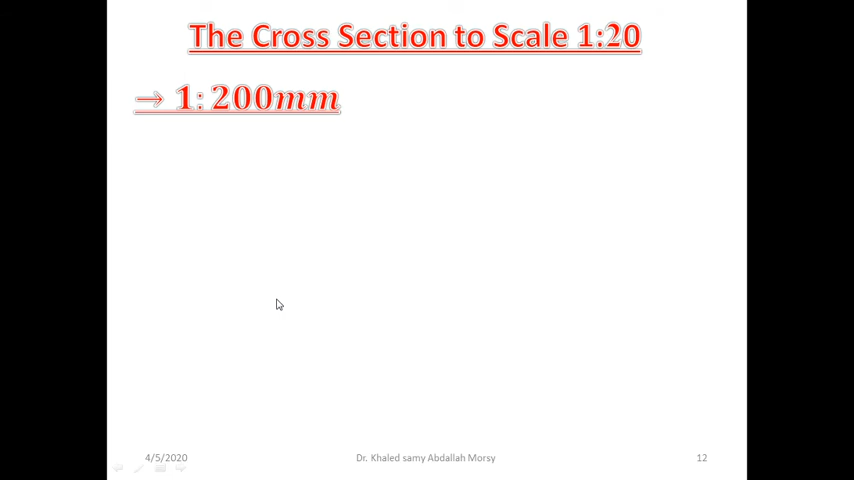 The Cross Section to Scale 1:20
→ 1: 200mm
4/5/2020
Dr. Khaled samy Abdallah Morsy
12